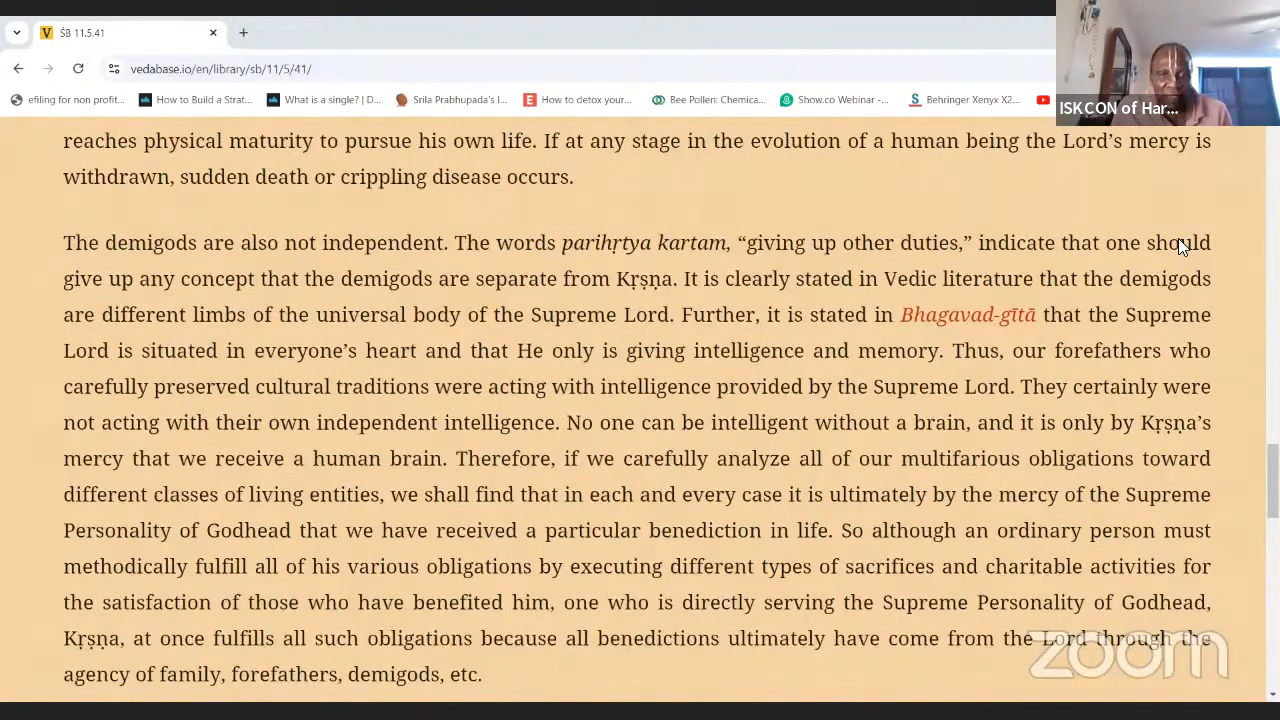 ŚB 11.5.41
vedabase.io/en/library/sb/11/5/41/
efiling for non profit...
How to Build a Strat...
What is a single? | D...
Srila Prabhupada's l...
How to detox your...
Bee Pollen: Chemica...
Show.co Webinar -...
Behringer Xenyx X2...
ISKCON of Har...
reaches physical maturity to pursue his own life. If at any stage in the evolution of a human being the Lord’s mercy is
withdrawn, sudden death or crippling disease occurs.
The demigods are also not independent. The words parihṛtya kartam, “giving up other duties,” indicate that one should
give up any concept that the demigods are separate from Kṛṣṇa. It is clearly stated in Vedic literature that the demigods
are different limbs of the universal body of the Supreme Lord. Further, it is stated in Bhagavad-gītā that the Supreme
Lord is situated in everyone’s heart and that He only is giving intelligence and memory. Thus, our forefathers who
carefully preserved cultural traditions were acting with intelligence provided by the Supreme Lord. They certainly were
not acting with their own independent intelligence. No one can be intelligent without a brain, and it is only by Kṛṣṇa’s
mercy that we receive a human brain. Therefore, if we carefully analyze all of our multifarious obligations toward
different classes of living entities, we shall find that in each and every case it is ultimately by the mercy of the Supreme
Personality of Godhead that we have received a particular benediction in life. So although an ordinary person must
methodically fulfill all of his various obligations by executing different types of sacrifices and charitable activities for
the satisfaction of those who have benefited him, one who is directly serving the Supreme Personality of Godhead,
Kṛṣṇa, at once fulfills all such obligations because all benedictions ultimately have come from the Lord through the
agency of family, forefathers, demigods, etc.
zoom